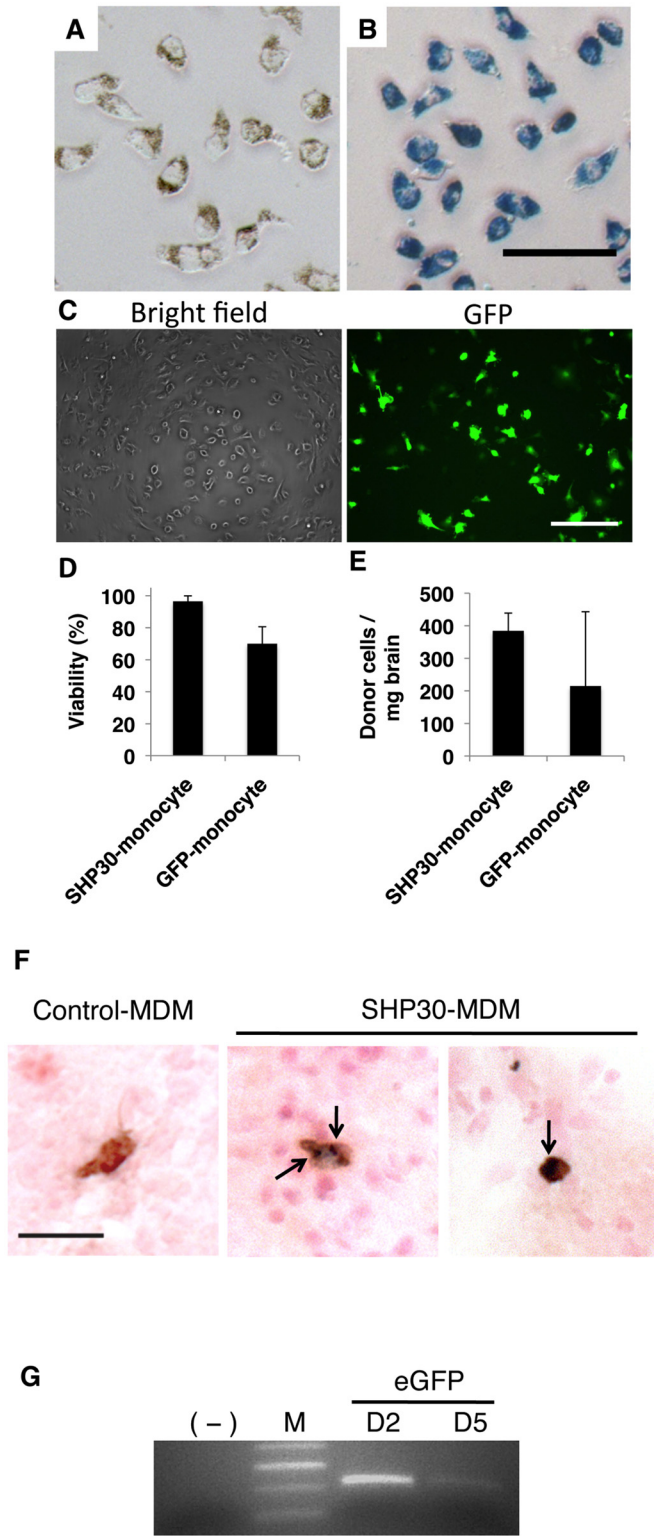 A
B
C
Bright field
GFP
D
E
Viability (%)
100
80
60
40
20
0
SHP30-monocyte
GFP-monocyte
Donor cells /
mg brain
500
400
300
200
100
0
SHP30-monocyte
GFP-monocyte
F
Control-MDM
SHP30-MDM
G
eGFP
( – )
M
D2
D5